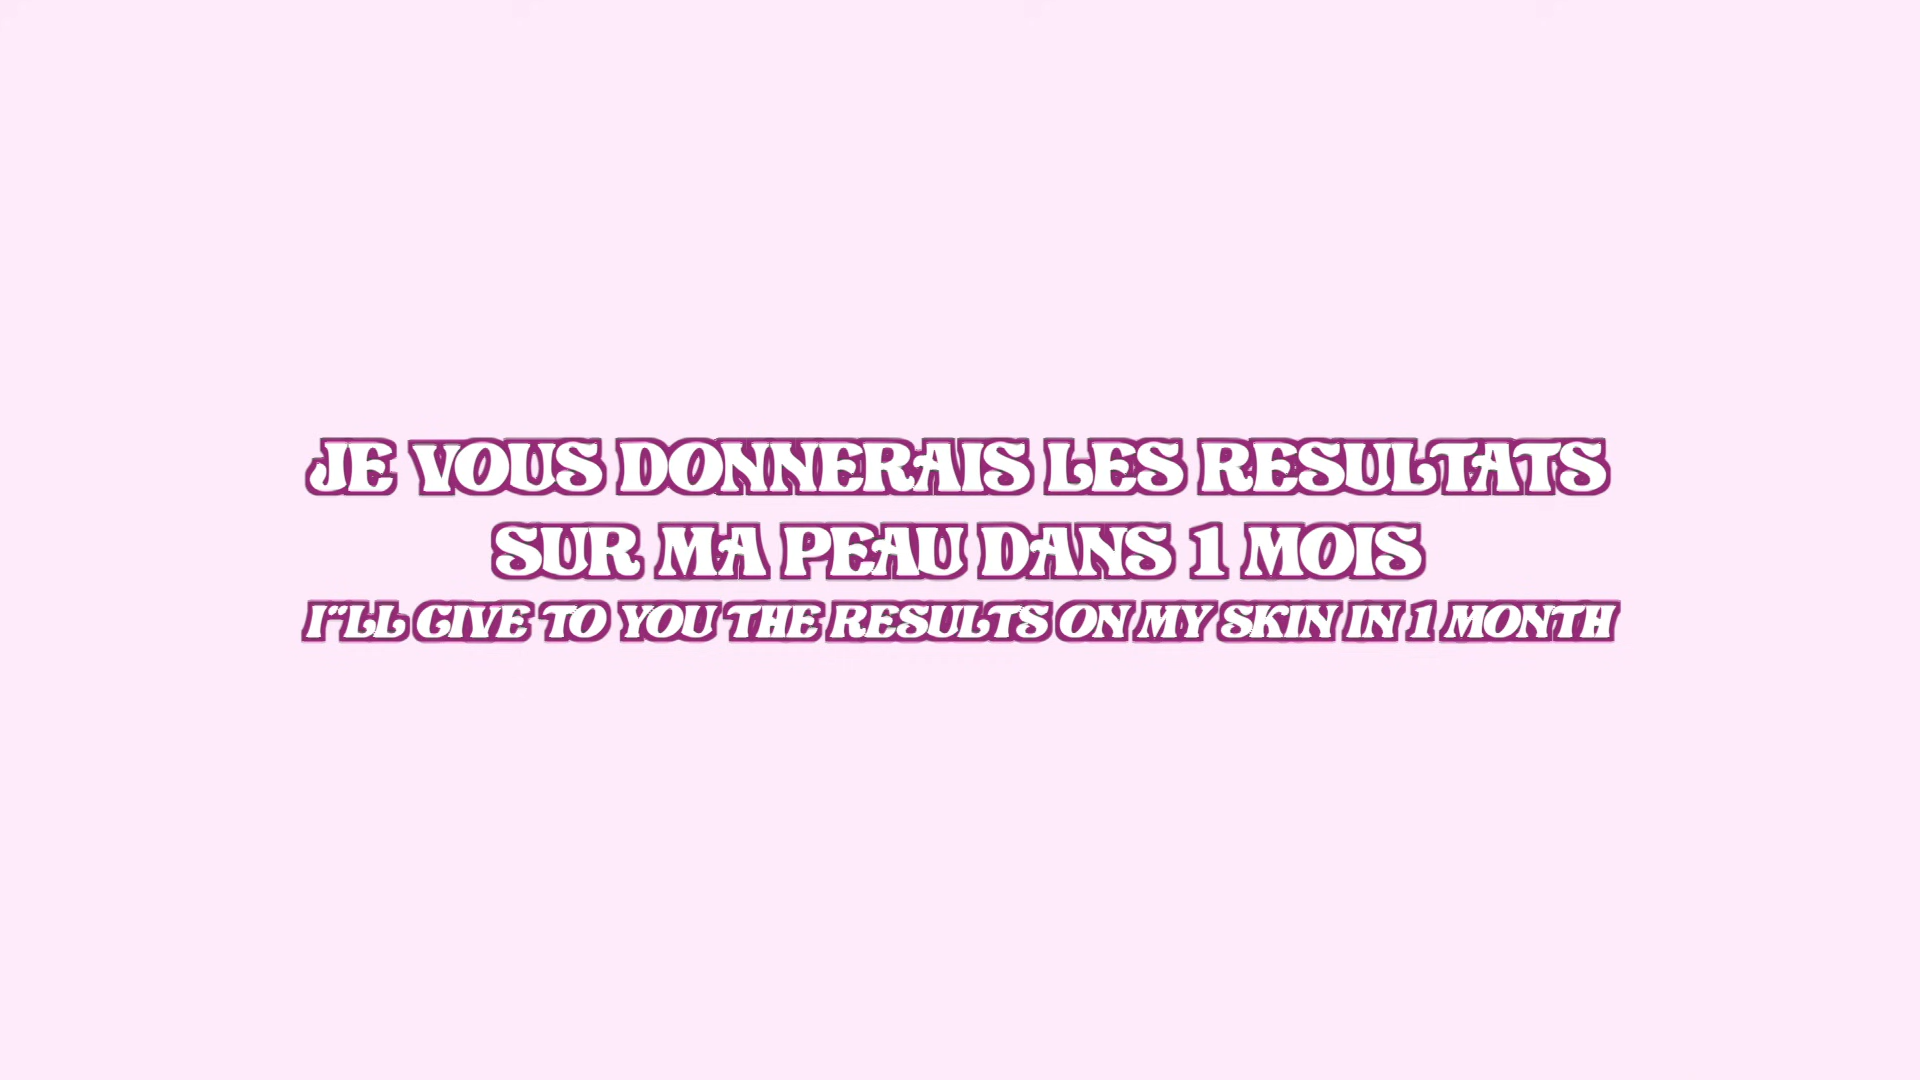 JE VOUS DONNERAIS LES RESULTATS
SUR MA PEAU DANS 1 MOIS
I"LL GIVE TO YOU THE RESULTS ON MY SKIN IN 1 MONTH